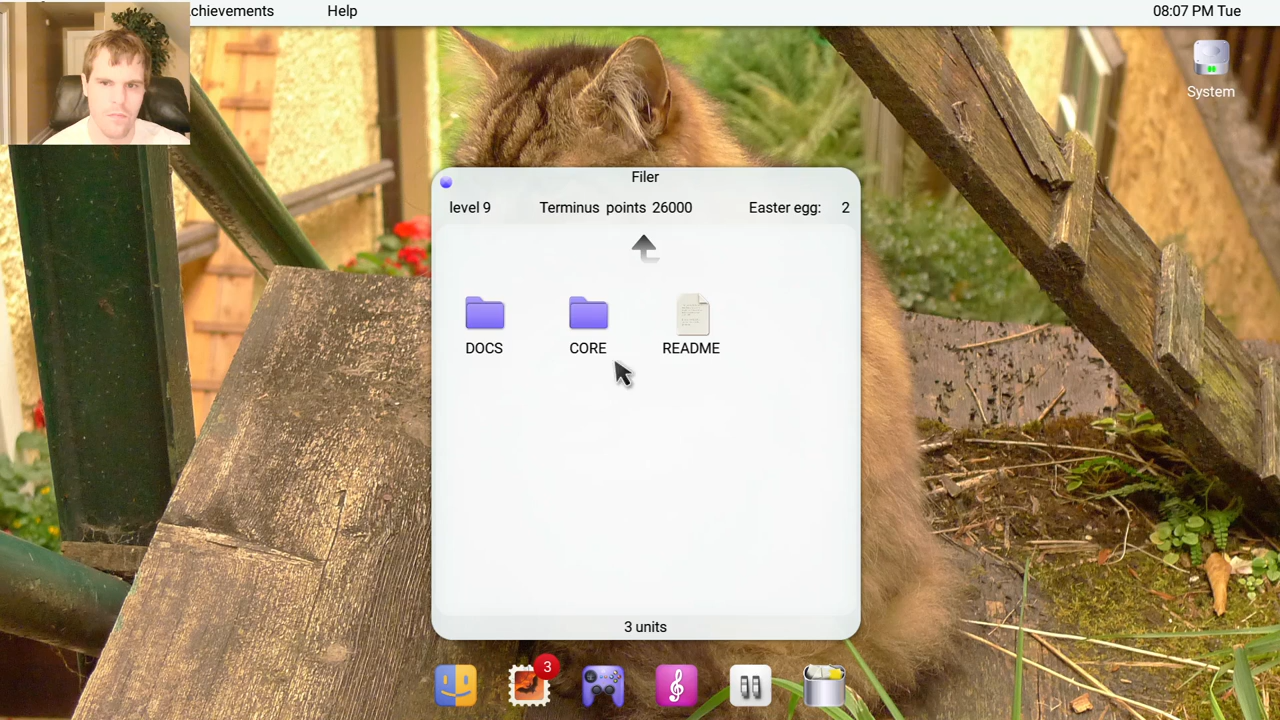 chievements Help 08:07 PM Tue
System
Filer
level 9 Terminus points 26000 Easter egg: 2
DOCS CORE README
3 units
3